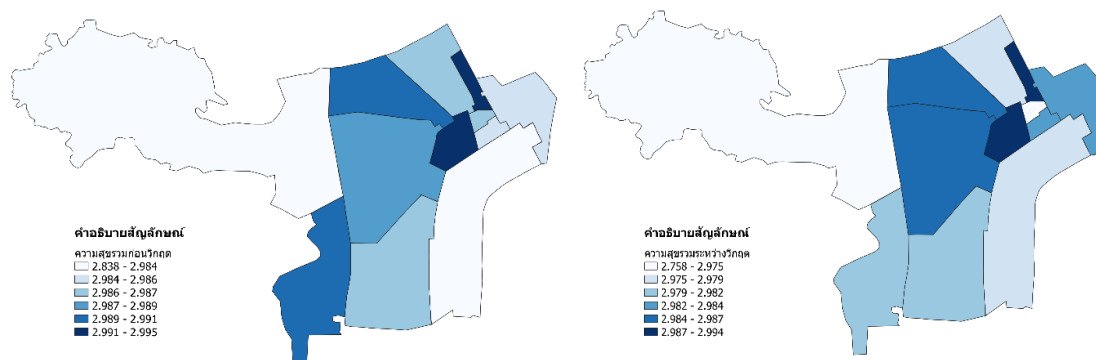 คำอธิบายสัญลักษณ์
ความสุขรวมก่อนวิกฤต
2.838 - 2.984
2.984 - 2.986
2.986 - 2.987
2.987 - 2.989
2.989 - 2.991
2.991 - 2.995
คำอธิบายสัญลักษณ์
ความสุขรวมระหว่างวิกฤต
2.758 - 2.975
2.975 - 2.979
2.979 - 2.982
2.982 - 2.984
2.984 - 2.987
2.987 - 2.994